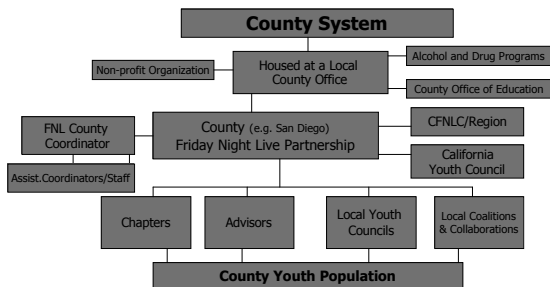 County System
Housed at a Local
County Office
Non-profit Organization
Alcohol and Drug Programs
County Office of Education
County (e.g. San Diego)
Friday Night Live Partnership
FNL County
Coordinator
Assist.Coordinators/Staff
CFNLC/Region
California
Youth Council
Chapters
Advisors
Local Youth
Councils
Local Coalitions
& Collaborations
County Youth Population